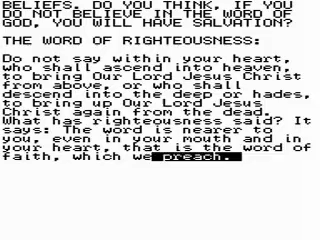 BELIEFS. DO YOU THINK, IF YOU
DO NOT BELIEVE IN THE WORD OF
GOD, YOU WILL HAVE SALVATION?
THE WORD OF RIGHTEOUSNESS:
Do not say within your heart,
who shall ascend into heaven,
to bring Our Lord Jesus Christ
from above, or who shall
descend into the deep or hades,
to bring up Our Lord Jesus
Christ again from the dead.
What has righteousness said? It
says: The word is nearer to
you, even in your mouth and in
your heart, that is the word of
faith, which we preach.